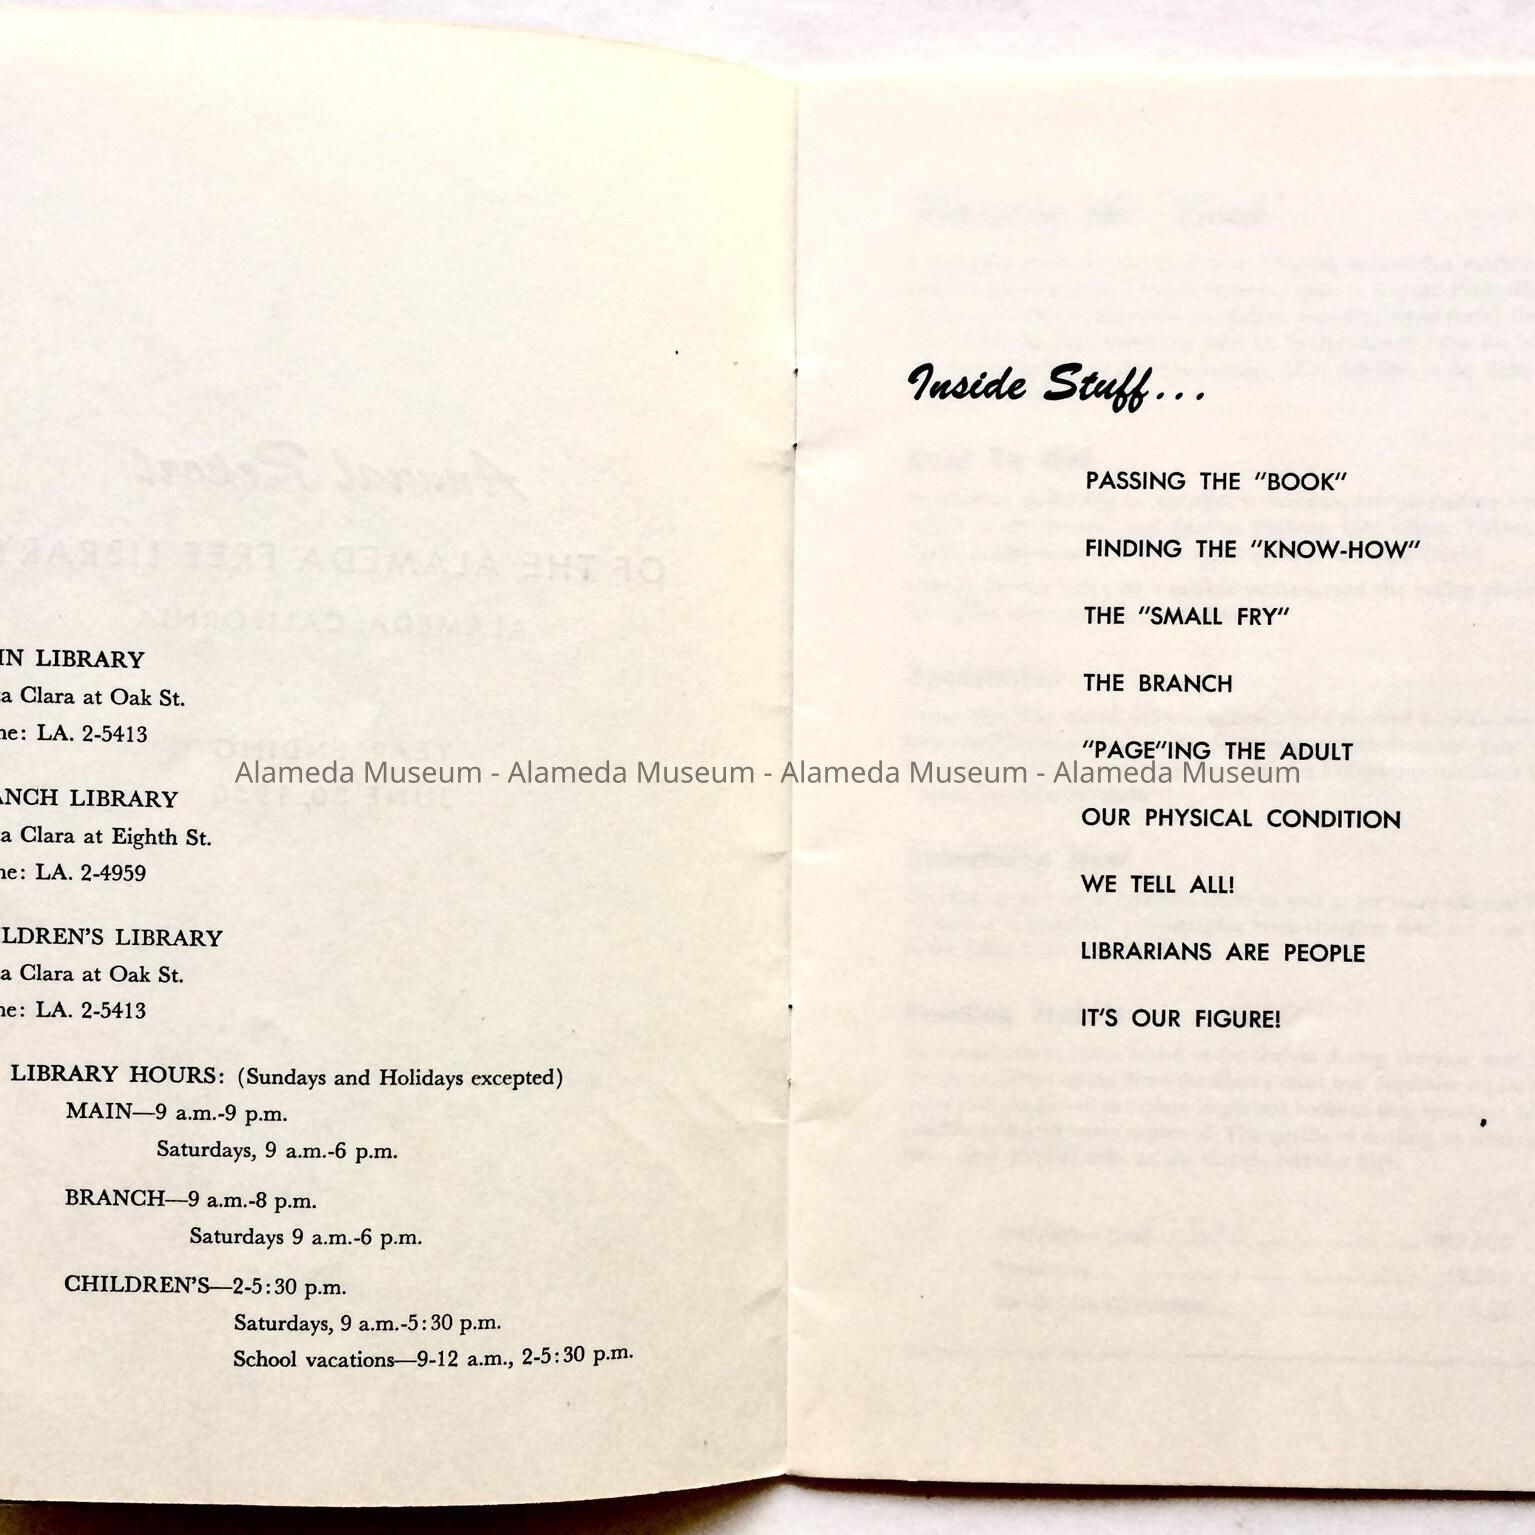 IN LIBRARY
a Clara at Oak St.
ne: LA. 2-5413
ANCH LIBRARY
a Clara at Eighth St.
ne: LA. 2-4959
LDREN'S LIBRARY
a Clara at Oak St.
ne: LA. 2-5413
LIBRARY HOURS: (Sundays and Holidays excepted)
MAIN—9 a.m.-9 p.m.
Saturdays, 9 a.m.-6 p.m.
BRANCH—9 a.m.-8 p.m.
Saturdays 9 a.m.-6 p.m.
CHILDREN'S—2-5:30 p.m.
Saturdays, 9 a.m.-5:30 p.m.
School vacations—9-12 a.m., 2-5:30 p.m.
Inside Stuff...
PASSING THE "BOOK"
FINDING THE "KNOW-HOW"
THE "SMALL FRY"
THE BRANCH
"PAGE"ING THE ADULT
OUR PHYSICAL CONDITION
WE TELL ALL!
LIBRARIANS ARE PEOPLE
IT'S OUR FIGURE!
Alameda Museum - Alameda Museum - Alameda Museum - Alameda Museum